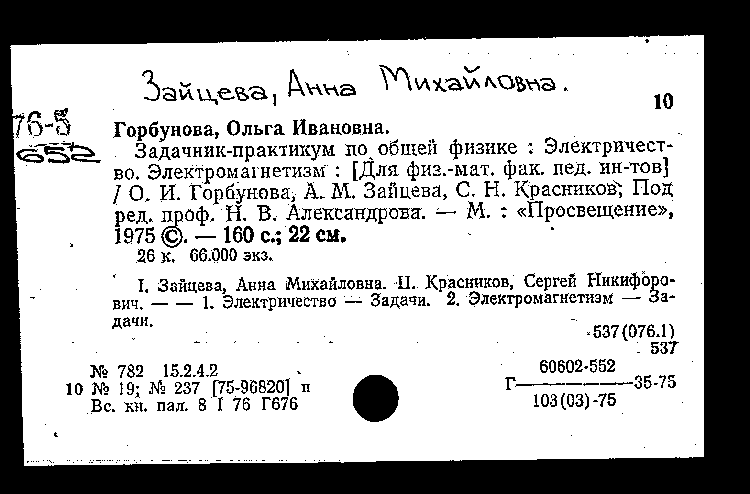 Зайцева, Анна Михайловна.
10
76-5
652
Горбунова, Ольга Ивановна.
Задачник-практикум по общей физике : Электричест-
во. Электромагнетизм : [Для физ.-мат. фак. пед. ин-тов]
/ О. И. Горбунова, А. М. Зайцева, С. Н. Красников; Под
ред. проф. Н. В. Александрова. — М. : «Просвещение»,
1975 ©. — 160 с.; 22 см.
26 к. 66.000 экз.
I. Зайцева, Анна Михайловна. II. Красников, Сергей Никифоро-
вич. — — 1. Электричество — Задачи. 2. Электромагнетизм — За-
дачи.
537(076.1)
537
№ 782 15.2.4.2
10 № 19; № 237 [75-96820] п
Вс. кн. пал. 8 I 76 Г676
60602-552
Г————35-75
103(03)-75